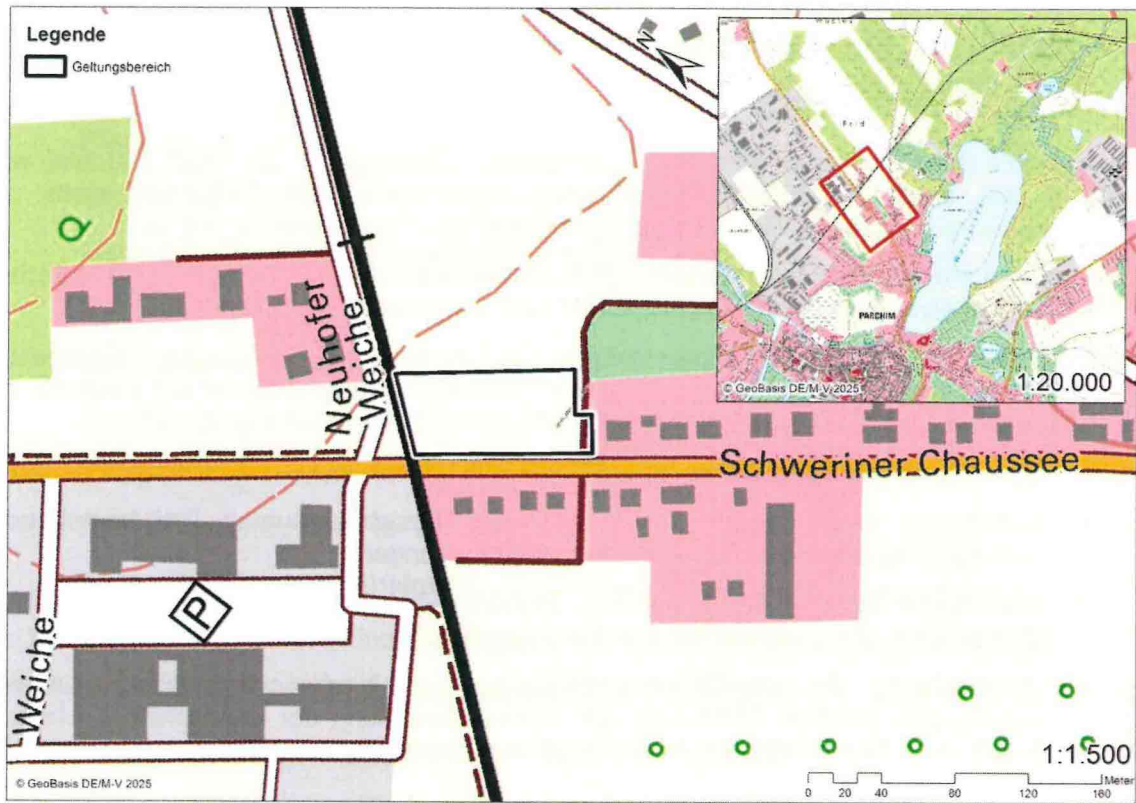 Legende
Geltungsbereich
N
PARCHIM
© GeoBasis DE/M-V 2025
1:20.000
Neuhofer
Weiche
Schweriner Chaussee
P
Weiche
© GeoBasis DE/M-V 2025
1:1.500
Meter
0 20 40 80 120 160